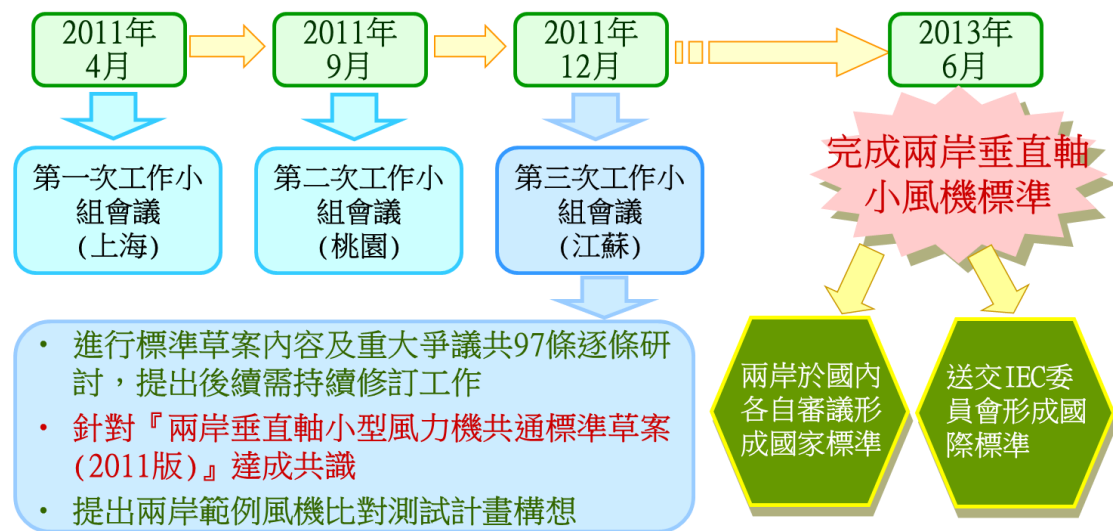 2011年
4月
2011年
9月
2011年
12月
2013年
6月
第一次工作小
組會議
(上海)
第二次工作小
組會議
(桃園)
第三次工作小
組會議
(江蘇)
完成兩岸垂直軸
小風機標準
• 進行標準草案內容及重大爭議共97條逐條研
討，提出後續需持續修訂工作
• 針對『兩岸垂直軸小型風力機共通標準草案
(2011版)』達成共識
• 提出兩岸範例風機比對測試計畫構想
兩岸於國內
各自審議形
成國家標準
送交IEC委
員會形成國
際標準